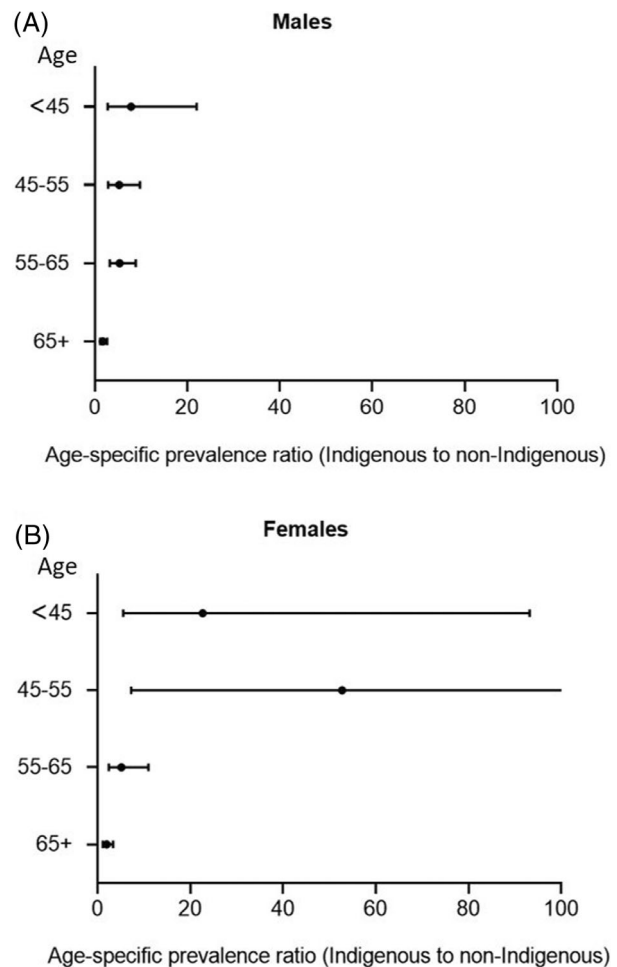 (A)
Males
Age
<45
45-55
55-65
65+
0 20 40 60 80 100
Age-specific prevalence ratio (Indigenous to non-Indigenous)
(B)
Females
Age
<45
45-55
55-65
65+
0 20 40 60 80 100
Age-specific prevalence ratio (Indigenous to non-Indigenous)